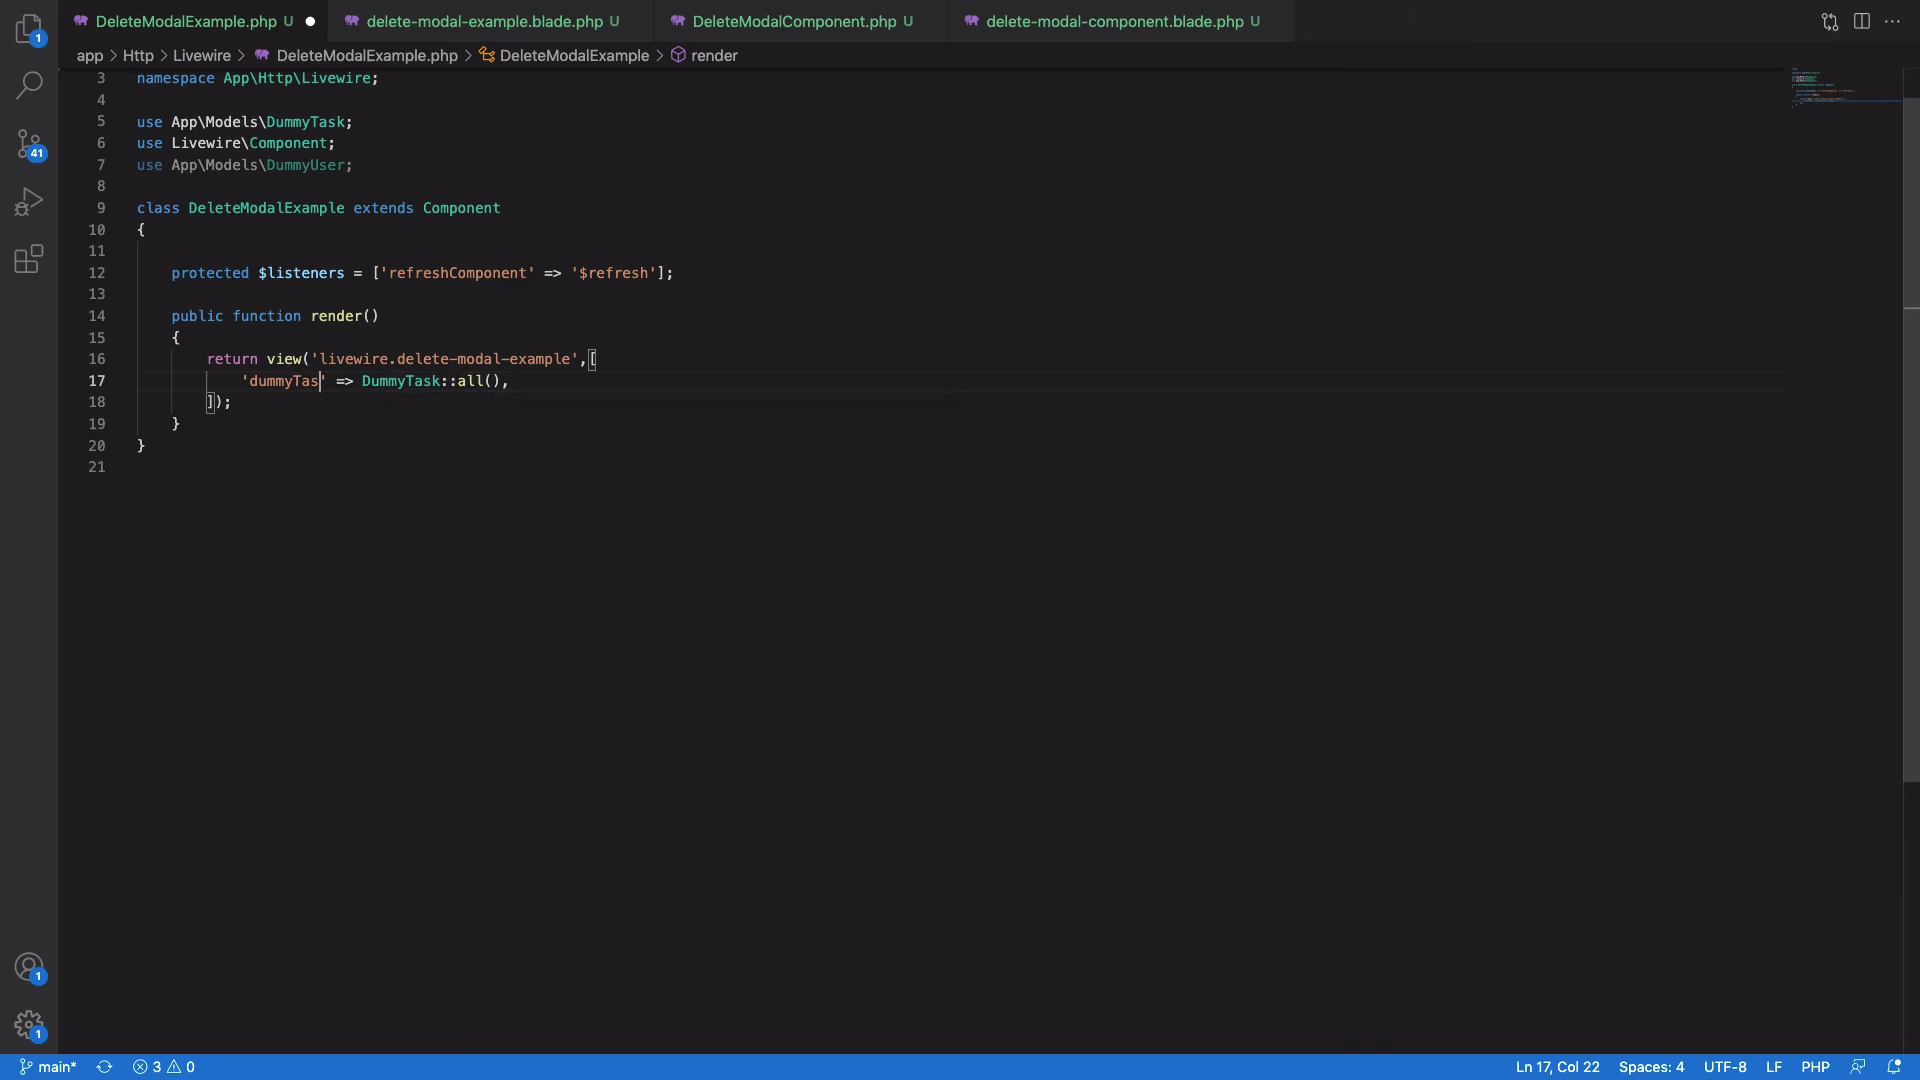 DeleteModalExample.php U ● delete-modal-example.blade.php U DeleteModalComponent.php U delete-modal-component.blade.php U
app > Http > Livewire > DeleteModalExample.php > DeleteModalExample > render
1
3 namespace App\Http\Livewire;
4
5 use App\Models\DummyTask;
6 use Livewire\Component;
41
7 use App\Models\DummyUser;
8
9 class DeleteModalExample extends Component
10 {
11
12 protected $listeners = ['refreshComponent' => '$refresh'];
13
14 public function render()
15 {
16 return view('livewire.delete-modal-example',[
17 'dummyTas' => DummyTask::all(),
18 ]);
19 }
20 }
21
1
1
main* 3 0 Ln 17, Col 22 Spaces: 4 UTF-8 LF PHP